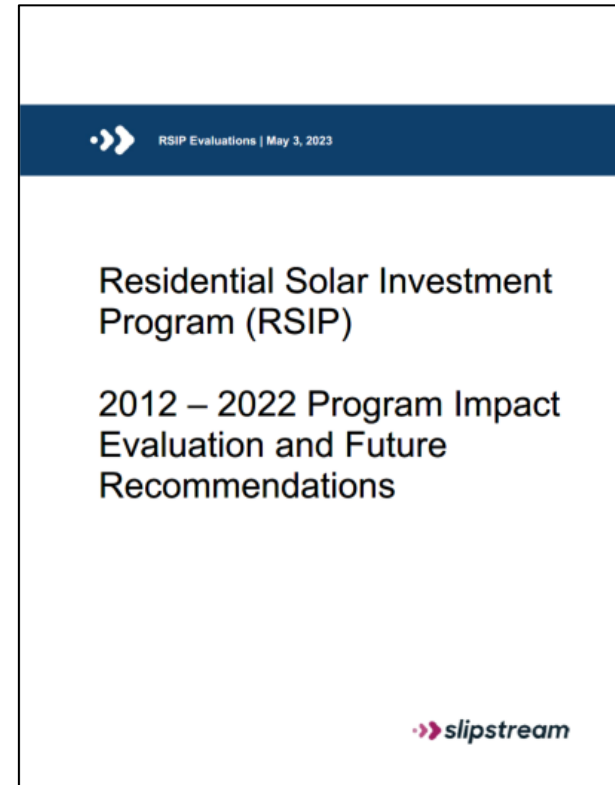 RSIP Evaluations | May 3, 2023
Residential Solar Investment
Program (RSIP)
2012 – 2022 Program Impact
Evaluation and Future
Recommendations
slipstream